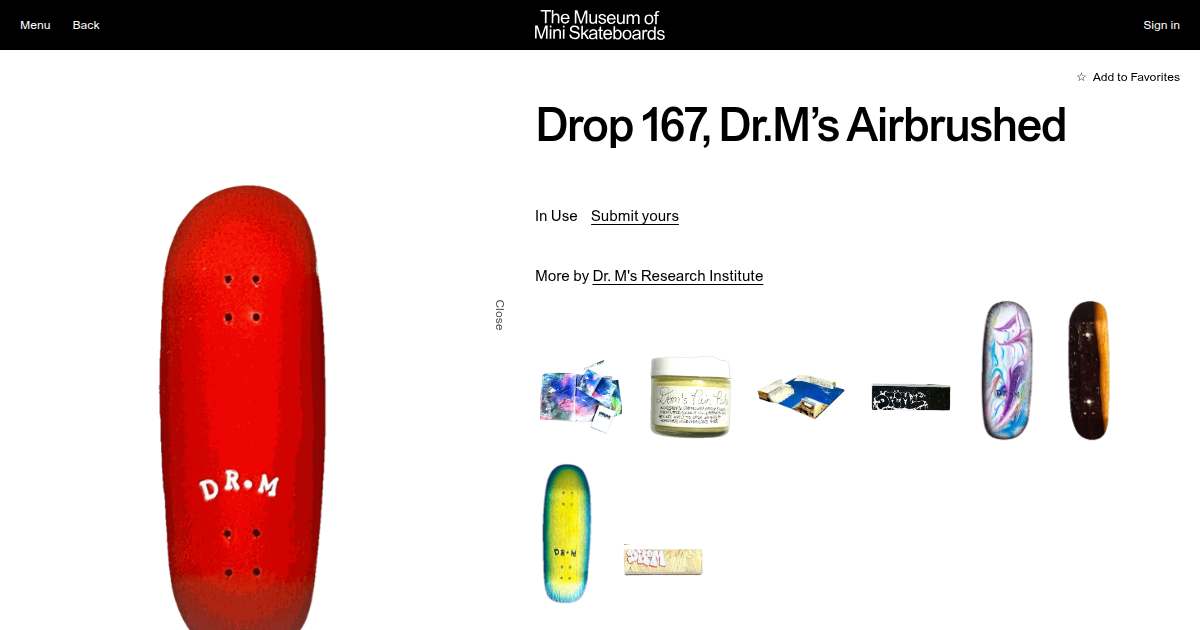 Menu
Back
The Museum of
Mini Skateboards
Sign in
☆ Add to Favorites
Drop 167, Dr.M’s Airbrushed
In Use
Submit yours
More by Dr. M's Research Institute
Close
DR•M
DR•M